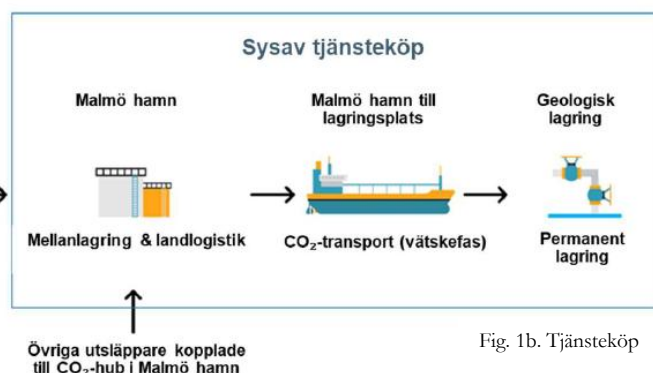 Sysav tjänsteköp
Malmö hamn
Mellanlagring & landlogistik
Malmö hamn till
lagringsplats
CO₂-transport (vätskefas)
Geologisk
lagring
Permanent
lagring
Övriga utsläppare kopplade
till CO₂-hub i Malmö hamn
Fig. 1b. Tjänsteköp